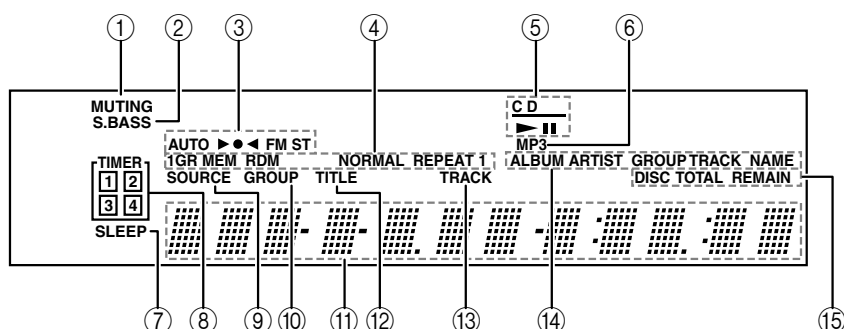 ① ② ③ ④ ⑤ ⑥
MUTING
S.BASS
C D
AUTO ►●◄ FM ST
MP3
1GR MEM RDM NORMAL REPEAT 1
ALBUM ARTIST GROUP TRACK NAME
TIMER
SOURCE GROUP TITLE TRACK
DISC TOTAL REMAIN
1 2
3 4
SLEEP
⑦ ⑧ ⑨ ⑩ ⑪ ⑫ ⑬ ⑭ ⑮